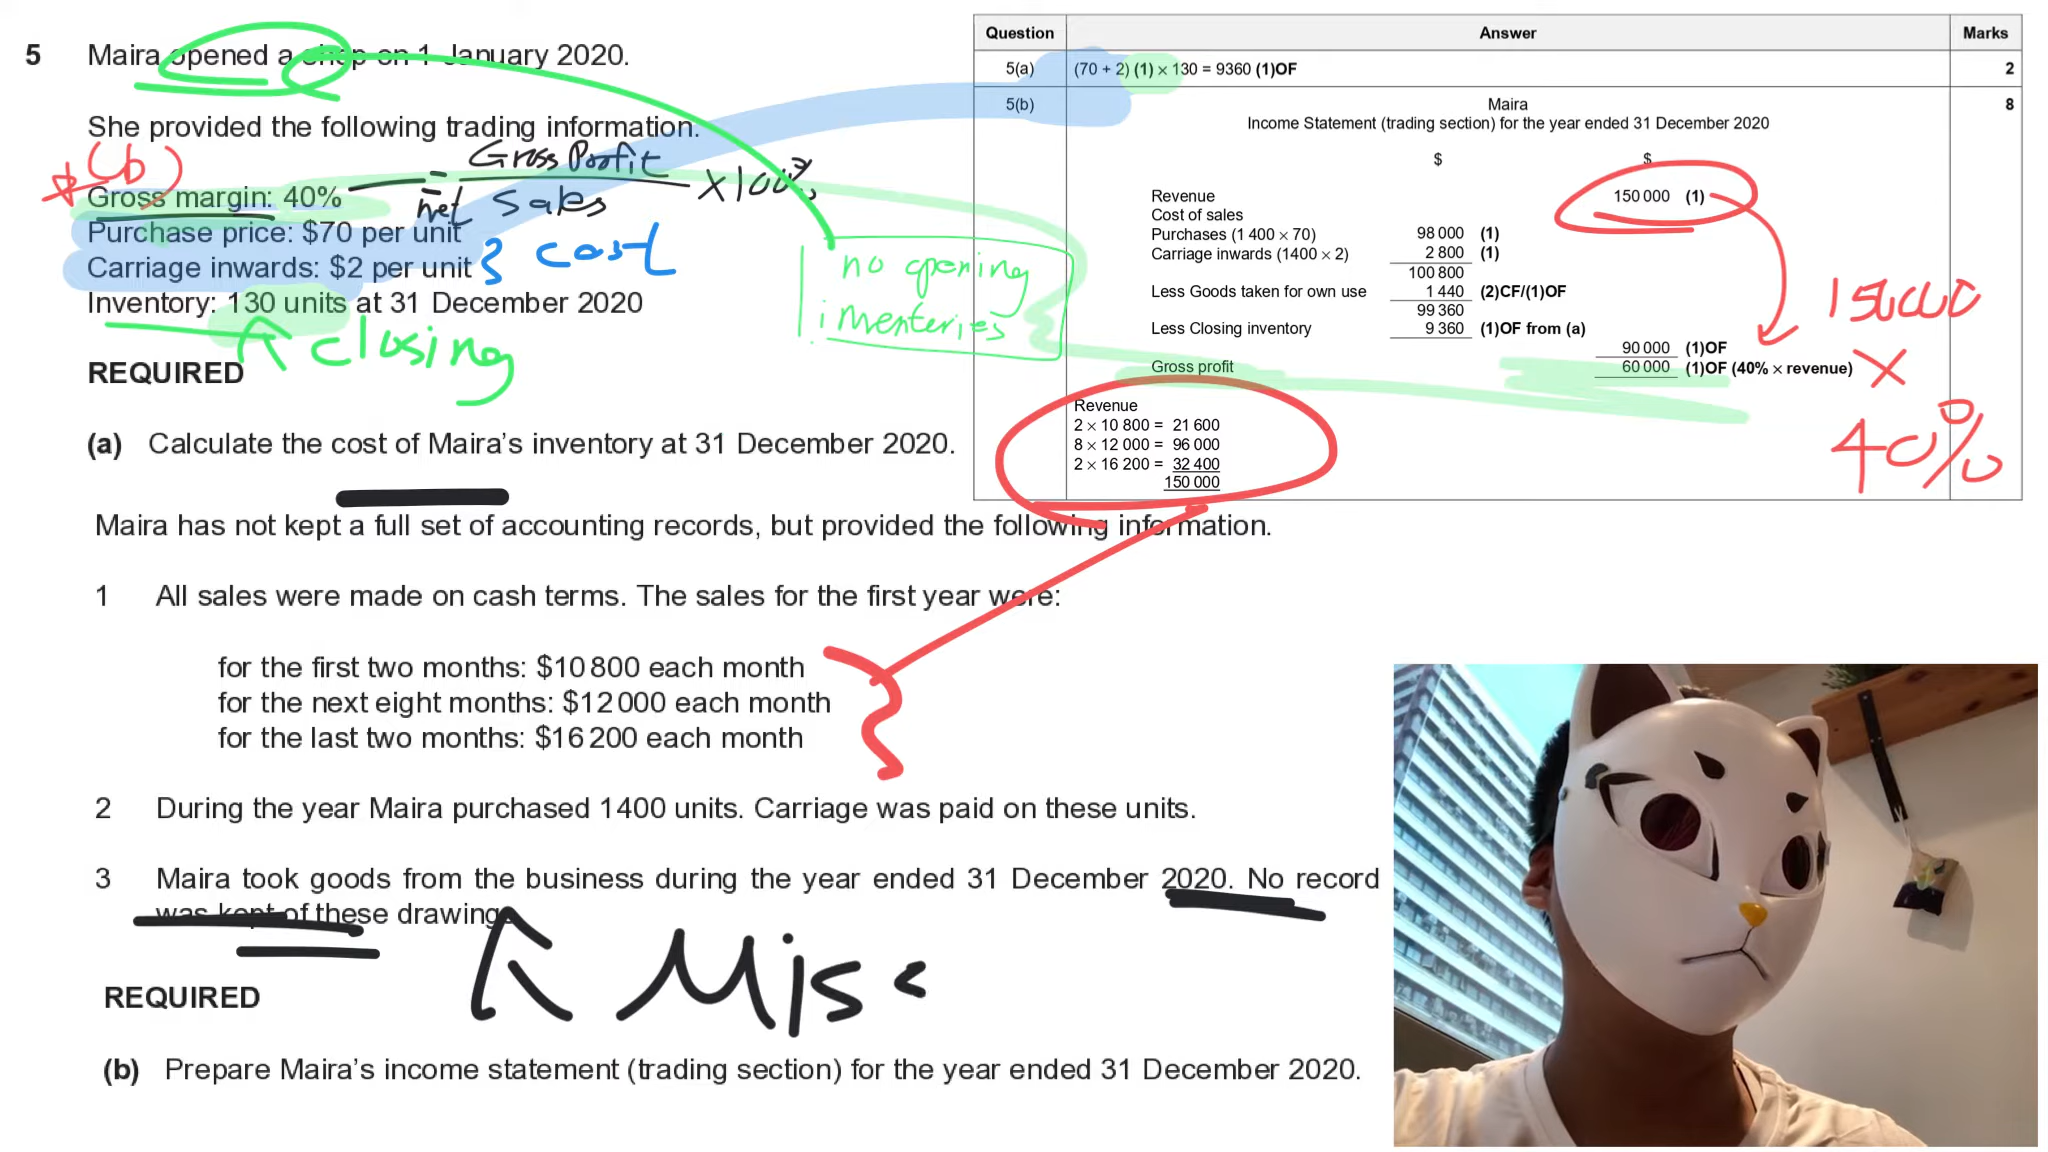 5 Maira opened a shop on 1 January 2020.
She provided the following trading information.
(b)
Gross margin: 40% = Gross Profit
net Sales × 100%
Purchase price: $70 per unit
Carriage inwards: $2 per unit } cost
Inventory: 130 units at 31 December 2020
closing
no opening
inventories
REQUIRED
(a) Calculate the cost of Maira's inventory at 31 December 2020.
Maira has not kept a full set of accounting records, but provided the following information.
1 All sales were made on cash terms. The sales for the first year were:
for the first two months: $10 800 each month
for the next eight months: $12 000 each month
for the last two months: $16 200 each month
2 During the year Maira purchased 1400 units. Carriage was paid on these units.
3 Maira took goods from the business during the year ended 31 December 2020. No record
was kept of these drawings.
REQUIRED
(b) Prepare Maira's income statement (trading section) for the year ended 31 December 2020.
Question Answer Marks
5(a) (70 + 2) (1) × 130 = 9360 (1)OF 2
5(b) Maira 8
Income Statement (trading section) for the year ended 31 December 2020
$ $
Revenue 150 000 (1)
Cost of sales
Purchases (1 400 × 70) 98 000 (1)
Carriage inwards (1400 × 2) 2 800 (1)
100 800
Less Goods taken for own use 1 440 (2)CF/(1)OF
99 360
Less Closing inventory 9 360 (1)OF from (a)
90 000 (1)OF
Gross profit 60 000 (1)OF (40% × revenue)
Revenue
2 × 10 800 = 21 600
8 × 12 000 = 96 000
2 × 16 200 = 32 400
150 000
150000
×
40%